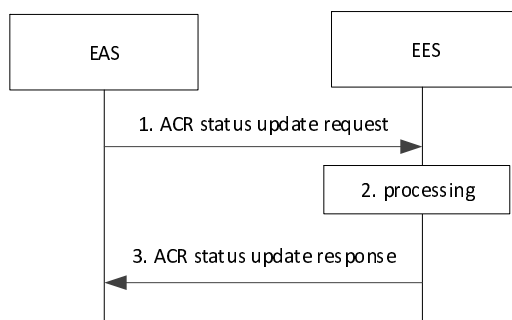 EAS
EES
1. ACR status update request
2. processing
3. ACR status update response